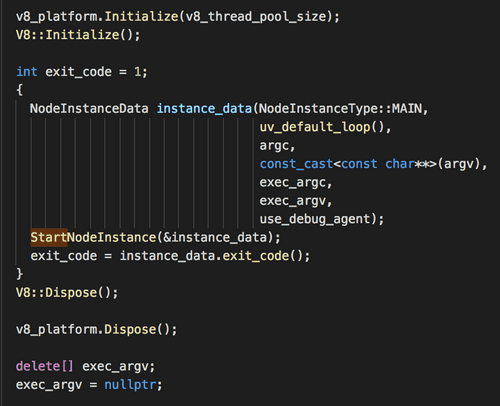 v8_platform.Initialize(v8_thread_pool_size);
V8::Initialize();
int exit_code = 1;
{
NodeInstanceData instance_data(NodeInstanceType::MAIN,
uv_default_loop(),
argc,
const_cast<const char**>(argv),
exec_argc,
exec_argv,
use_debug_agent);
StartNodeInstance(&instance_data);
exit_code = instance_data.exit_code();
}
V8::Dispose();
v8_platform.Dispose();
delete[] exec_argv;
exec_argv = nullptr;